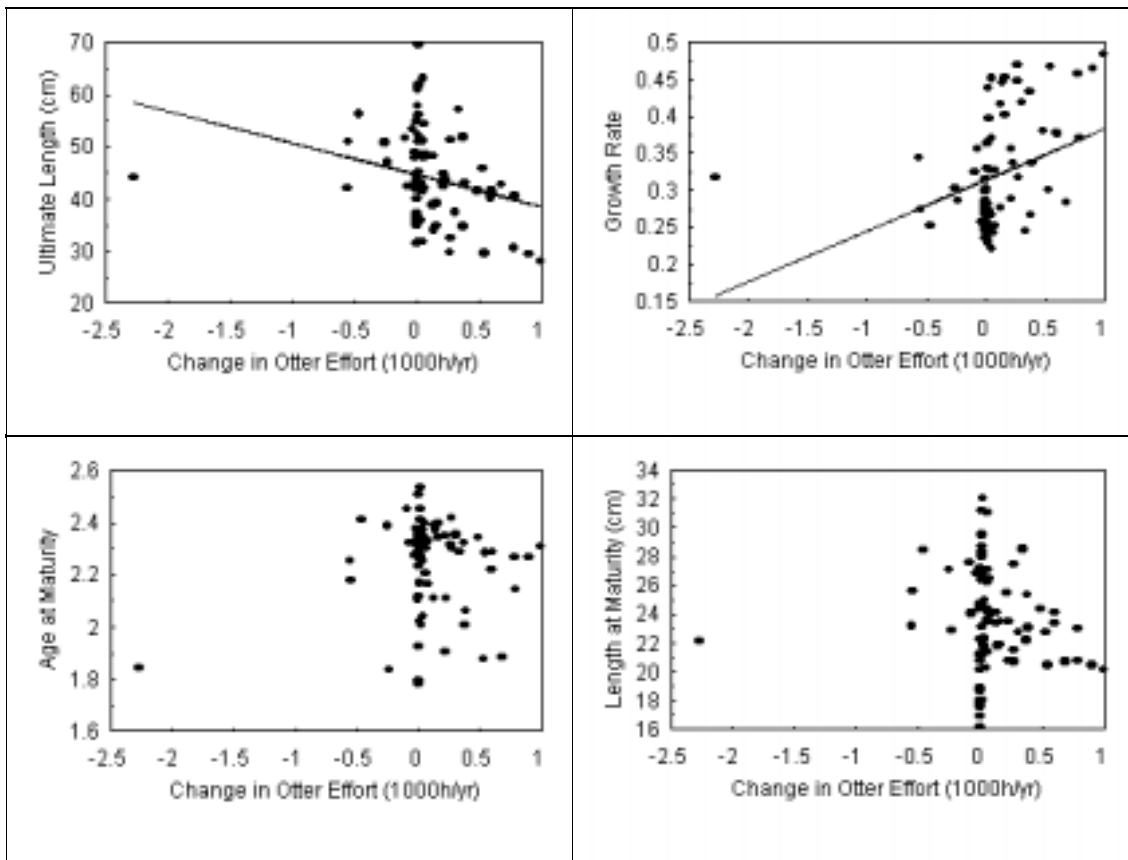 Ultimate Length (cm)
70
60
50
40
30
20
-2.5 -2 -1.5 -1 -0.5 0 0.5 1
Change in Otter Effort (1000h/yr)
Growth Rate
0.5
0.45
0.4
0.35
0.3
0.25
0.2
0.15
-2.5 -2 -1.5 -1 -0.5 0 0.5 1
Change in Otter Effort (1000h/yr)
Age at Maturity
2.6
2.4
2.2
2
1.8
1.6
-2.5 -2 -1.5 -1 -0.5 0 0.5 1
Change in Otter Effort (1000h/yr)
Length at Maturity (cm)
34
32
30
28
26
24
22
20
18
16
-2.5 -2 -1.5 -1 -0.5 0 0.5 1
Change in Otter Effort (1000h/yr)